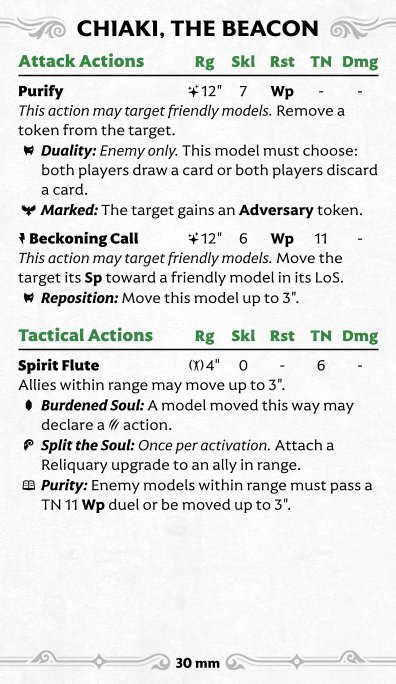 CHIAKI, THE BEACON
Attack Actions Rg Skl Rst TN Dmg
Purify 12" 7 Wp - -
This action may target friendly models. Remove a
token from the target.
Duality: Enemy only. This model must choose:
both players draw a card or both players discard
a card.
Marked: The target gains an Adversary token.
Beckoning Call 12" 6 Wp 11 -
This action may target friendly models. Move the
target its Sp toward a friendly model in its LoS.
Reposition: Move this model up to 3".
Tactical Actions Rg Skl Rst TN Dmg
Spirit Flute 4" 0 - 6 -
Allies within range may move up to 3".
Burdened Soul: A model moved this way may
declare a action.
Split the Soul: Once per activation. Attach a
Reliquary upgrade to an ally in range.
Purity: Enemy models within range must pass a
TN 11 Wp duel or be moved up to 3".
30 mm